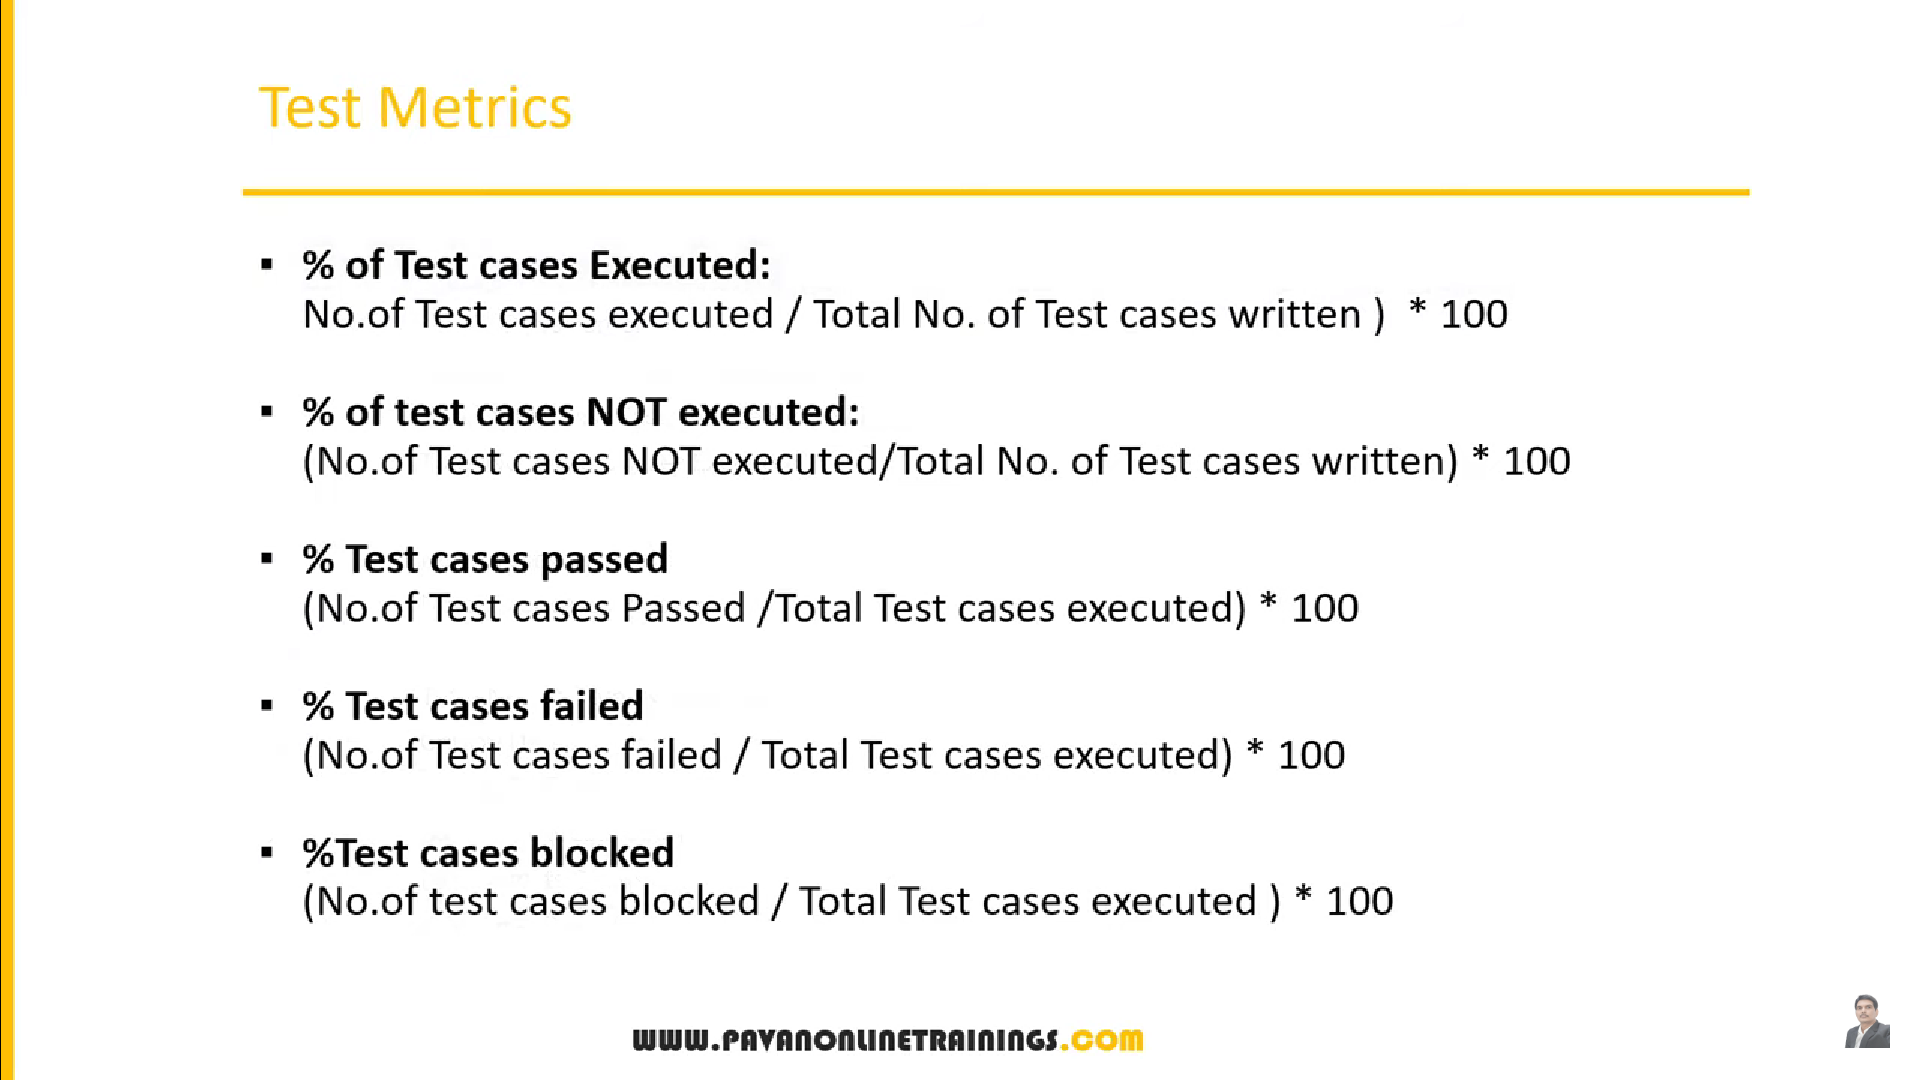 Test Metrics
▪ % of Test cases Executed:
No.of Test cases executed / Total No. of Test cases written )  * 100
▪ % of test cases NOT executed:
(No.of Test cases NOT executed/Total No. of Test cases written) * 100
▪ % Test cases passed
(No.of Test cases Passed /Total Test cases executed) * 100
▪ % Test cases failed
(No.of Test cases failed / Total Test cases executed) * 100
▪ %Test cases blocked
(No.of test cases blocked / Total Test cases executed ) * 100
WWW.PAVANONLINETRAININGS.COM